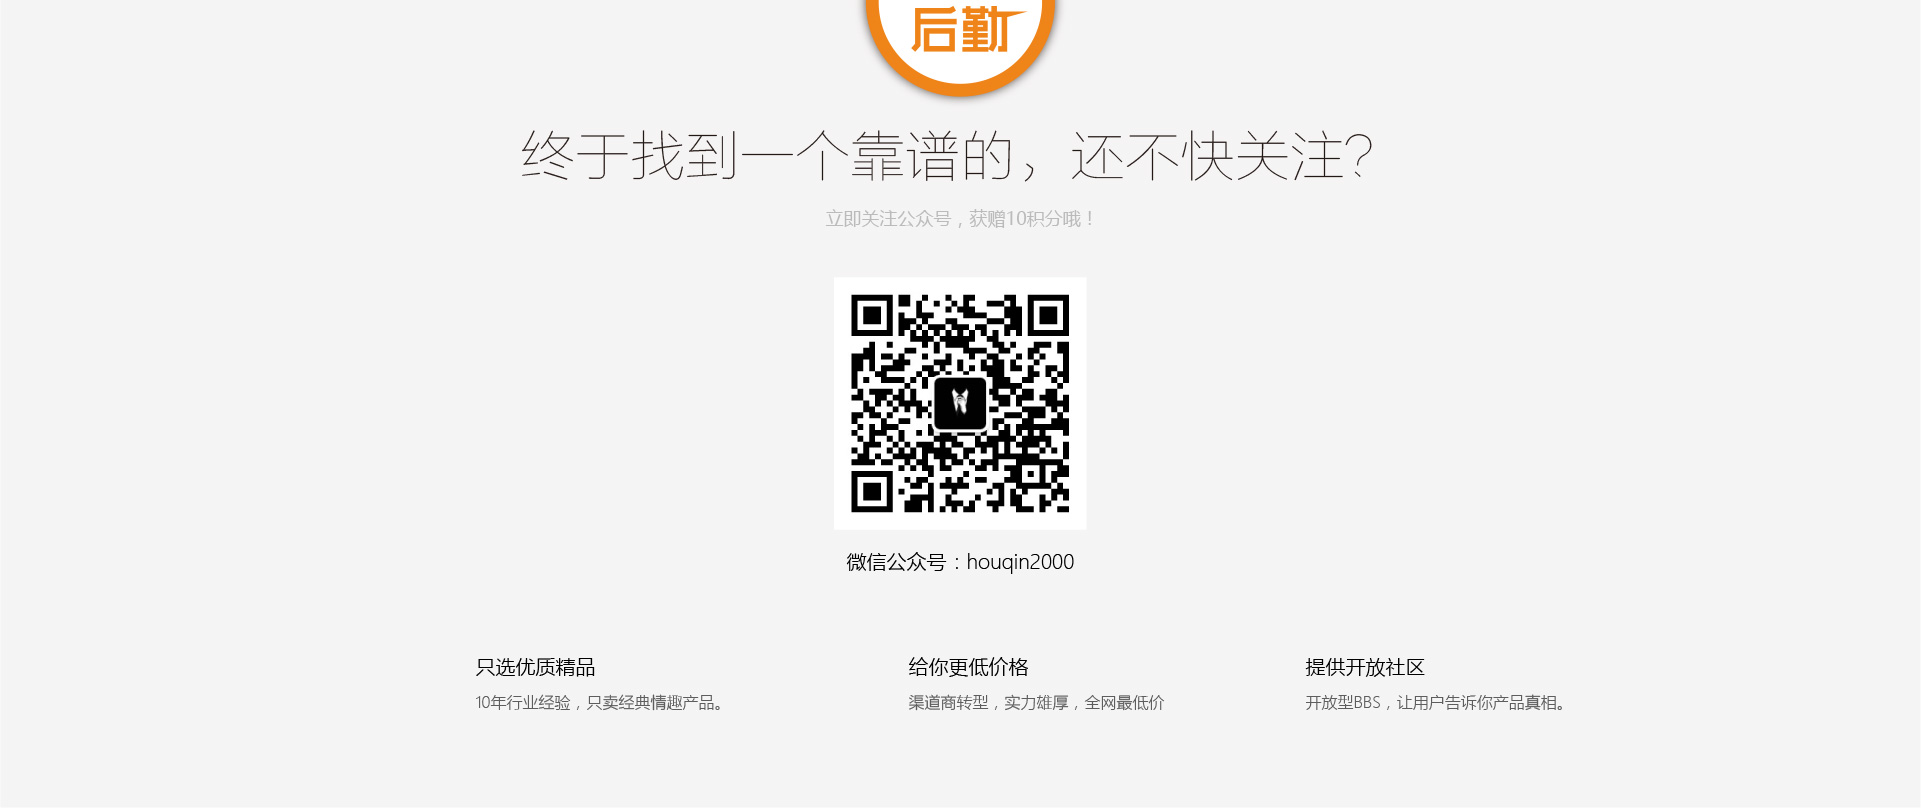 后勤
终于找到一个靠谱的，还不快关注？
立即关注公众号，获赠10积分哦！
微信公众号：houqin2000
只选优质精品
10年行业经验，只卖经典情趣产品。
给你更低价格
渠道商转型，实力雄厚，全网最低价
提供开放社区
开放型BBS，让用户告诉你产品真相。